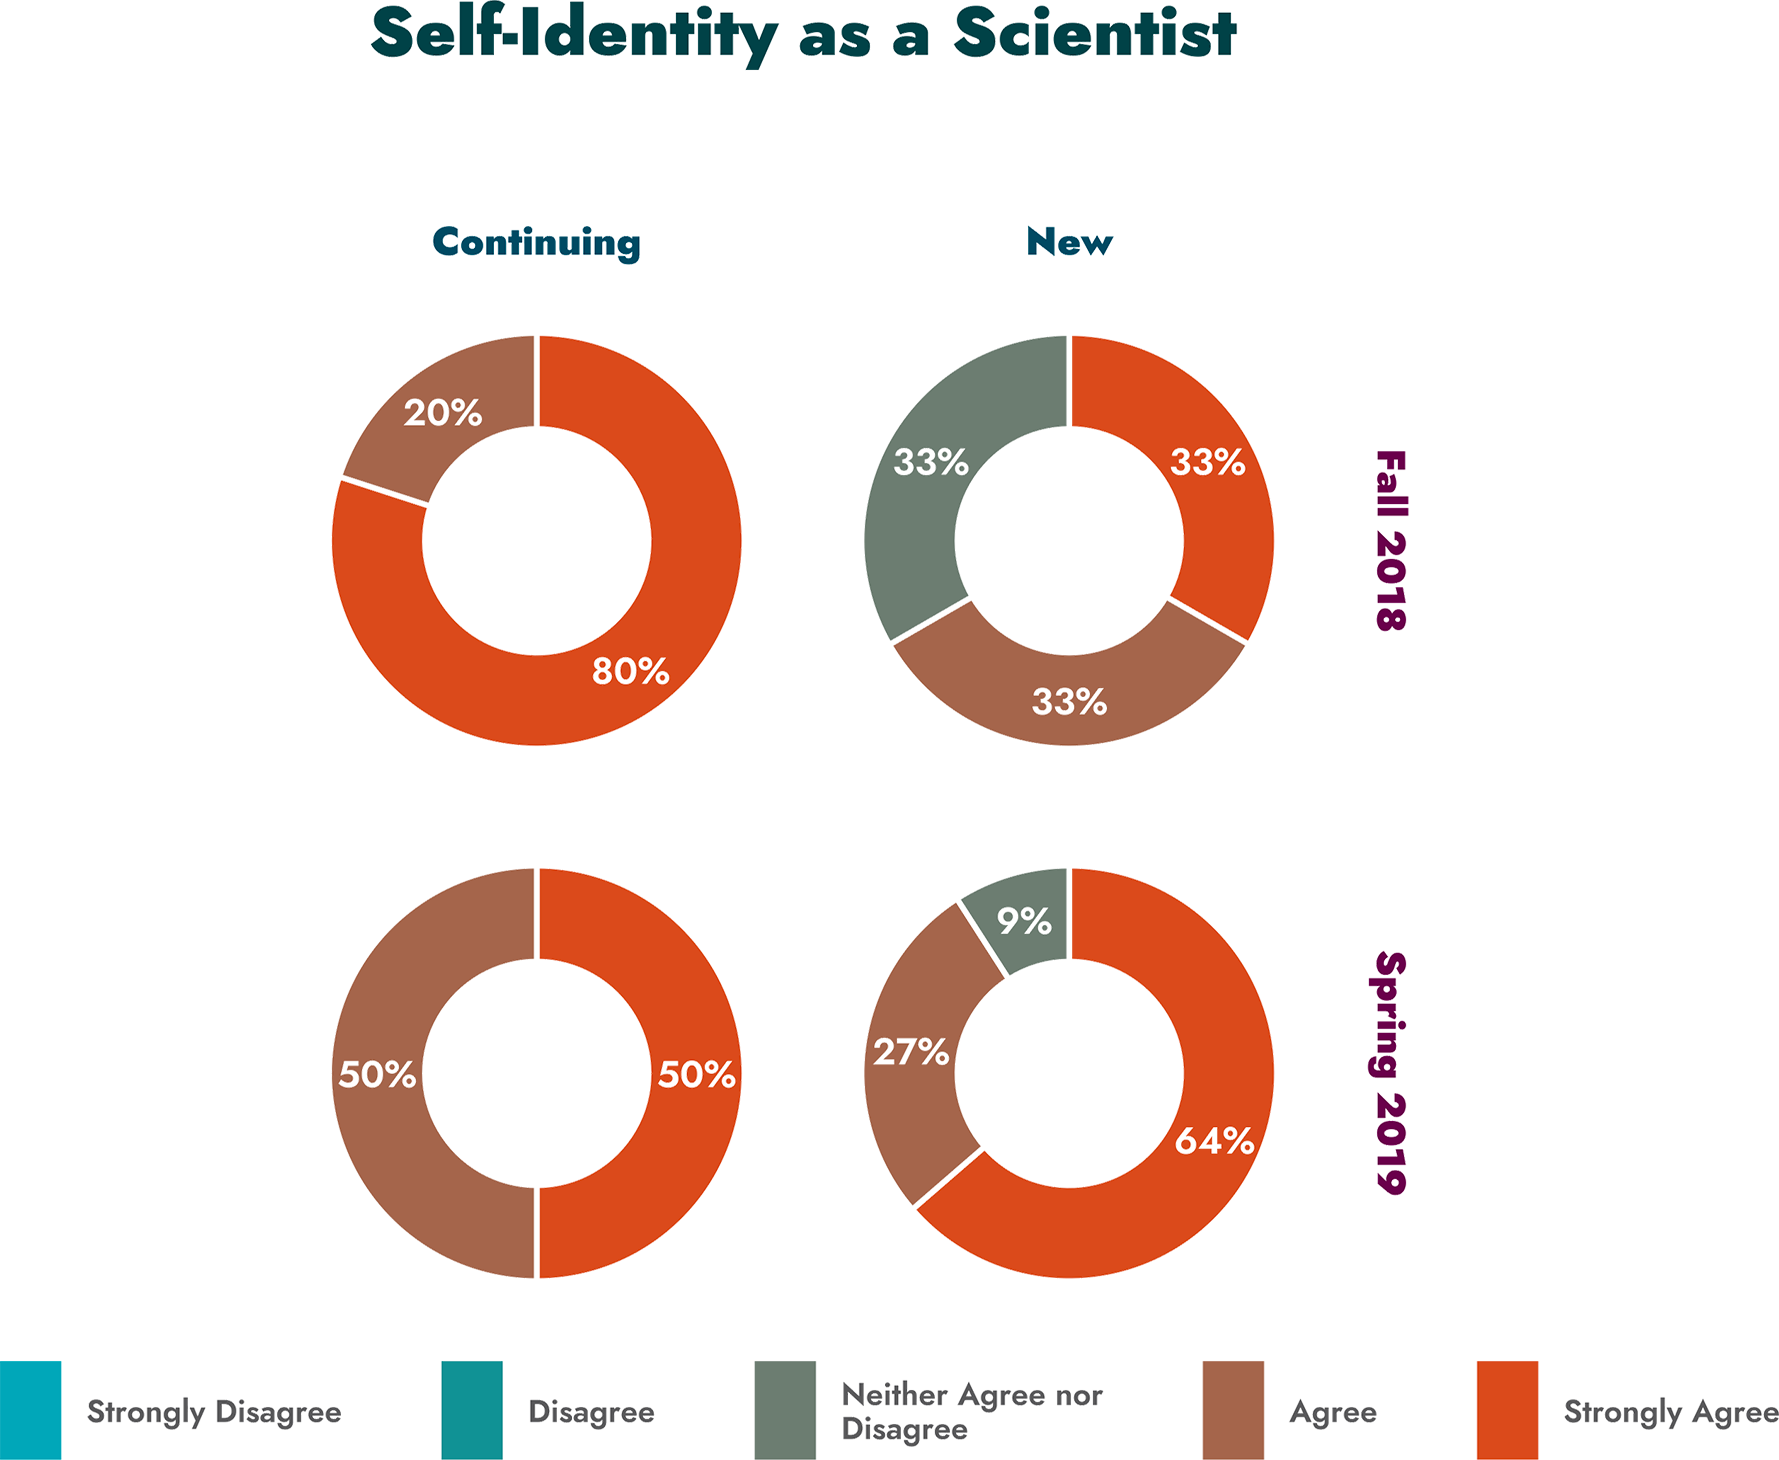 Self-Identity as a Scientist
Continuing
New
20%
80%
33%
33%
33%
Fall 2018
50%
50%
9%
27%
64%
Spring 2019
Strongly Disagree
Disagree
Neither Agree nor
Disagree
Agree
Strongly Agree